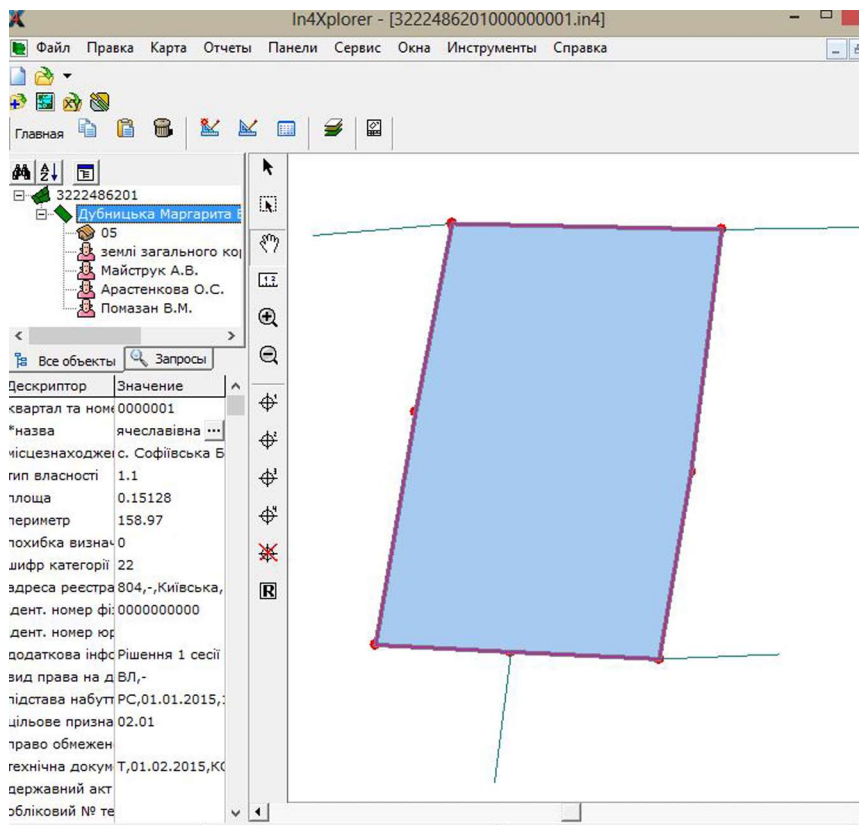 In4Xplorer - [3222486201000000001.in4]
Файл Правка Карта Отчеты Панели Сервис Окна Инструменты Справка
Главная
3222486201
Дубницька Маргарита В
05
землі загального кор
Майструк А.В.
Арастенкова О.С.
Помазан В.М.
Все объекты Запросы
Дескриптор Значение
квартал та номе 0000001
*назва ячеславівна ...
місцезнаходжен с. Софіївська Б
тип власності 1.1
площа 0.15128
периметр 158.97
похибка визнач 0
шифр категорії 22
адреса реєстра 804,-,Київська,
ідент. номер фі: 0000000000
ідент. номер юр
додаткова інфо Рішення 1 сесії
вид права на д ВЛ,-
підстава набутт РС,01.01.2015,:
цільове призна 02.01
право обмежен
технічна докум Т,01.02.2015,КО
державний акт
обліковий № те